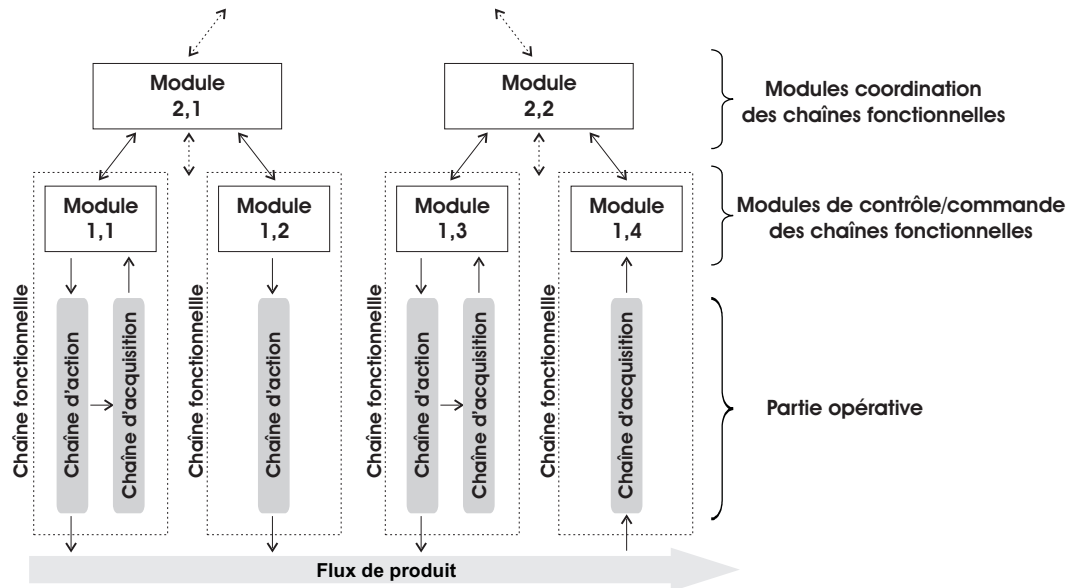 Module
2,1
Module
2,2
Modules coordination
des chaînes fonctionnelles
Module
1,1
Module
1,2
Module
1,3
Module
1,4
Modules de contrôle/commande
des chaînes fonctionnelles
Chaîne fonctionnellle
Chaîne d'action
Chaîne d'acquisition
Chaîne fonctionnelle
Chaîne d'action
Chaîne fonctionnelle
Chaîne d'action
Chaîne d'acquisition
Chaîne fonctionnelle
Chaîne d'acquisition
Partie opérative
Flux de produit